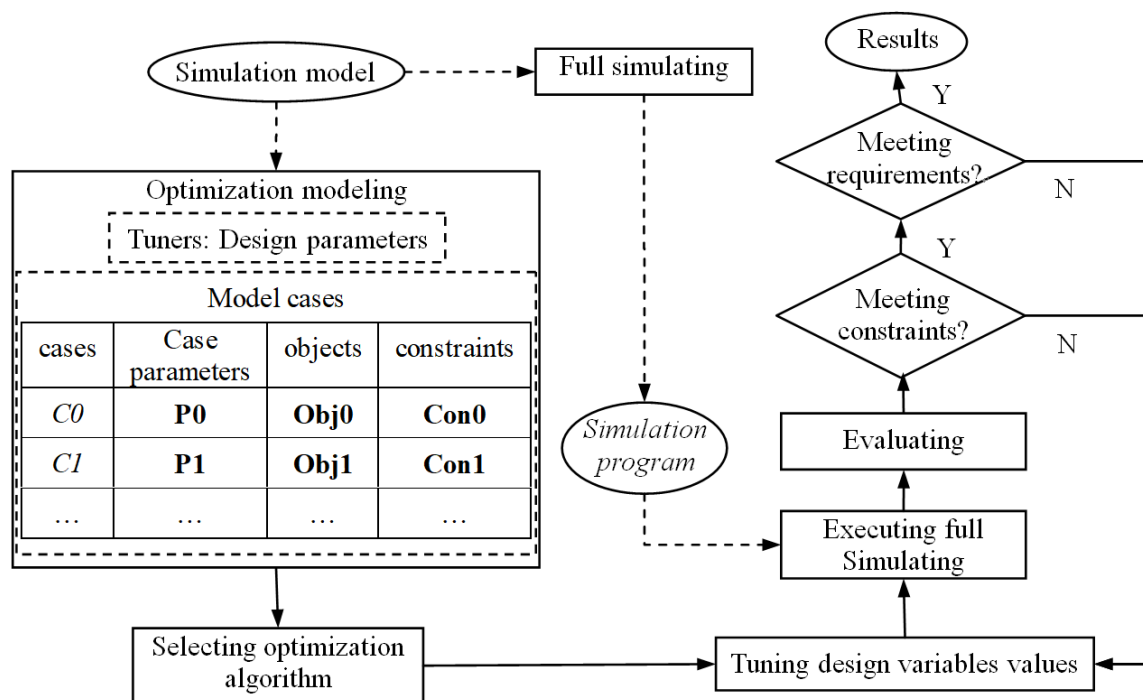 Simulation model
Full simulating
Results
Optimization modeling
Tuners: Design parameters
Model cases
cases
Case
parameters
objects
constraints
C0
P0
Obj0
Con0
C1
P1
Obj1
Con1
…
…
…
…
Selecting optimization
algorithm
Simulation
program
Y
Meeting
requirements?
N
Y
Meeting
constraints?
N
Evaluating
Executing full
Simulating
Tuning design variables values